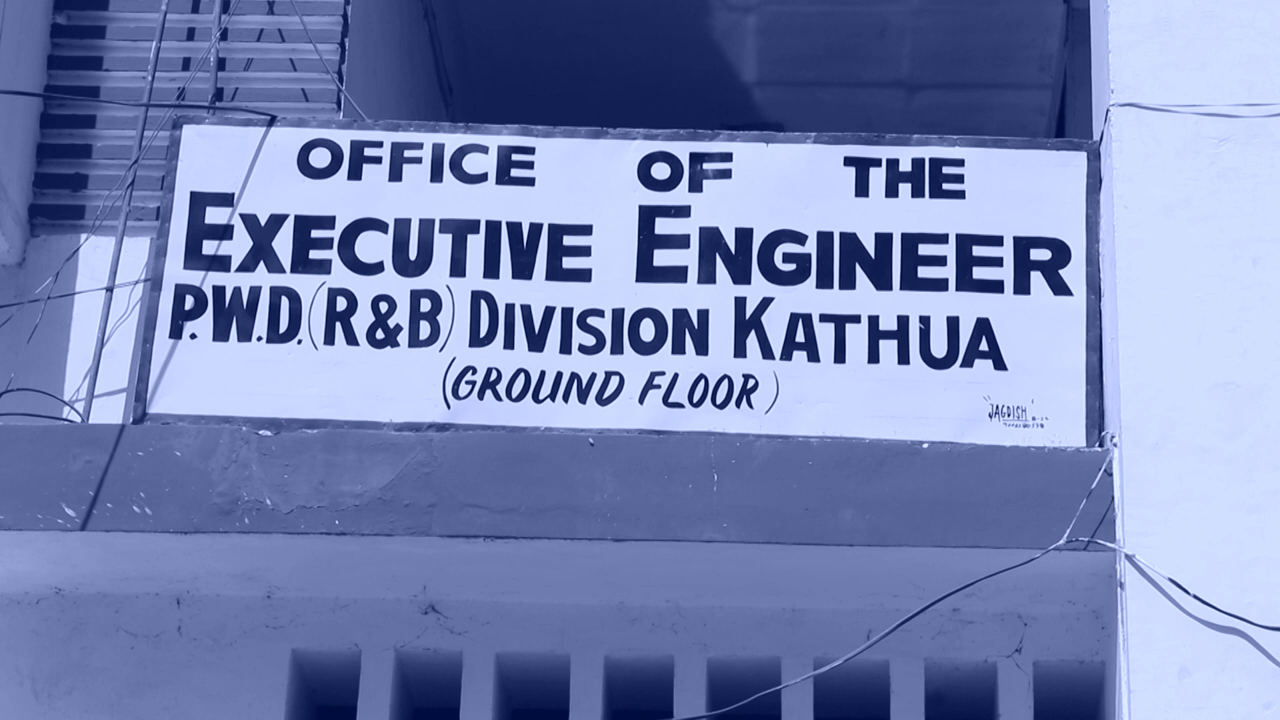 OFFICE OF THE
EXECUTIVE ENGINEER
P.W.D.(R&B) DIVISION KATHUA
(GROUND FLOOR)
"JAGDISH"